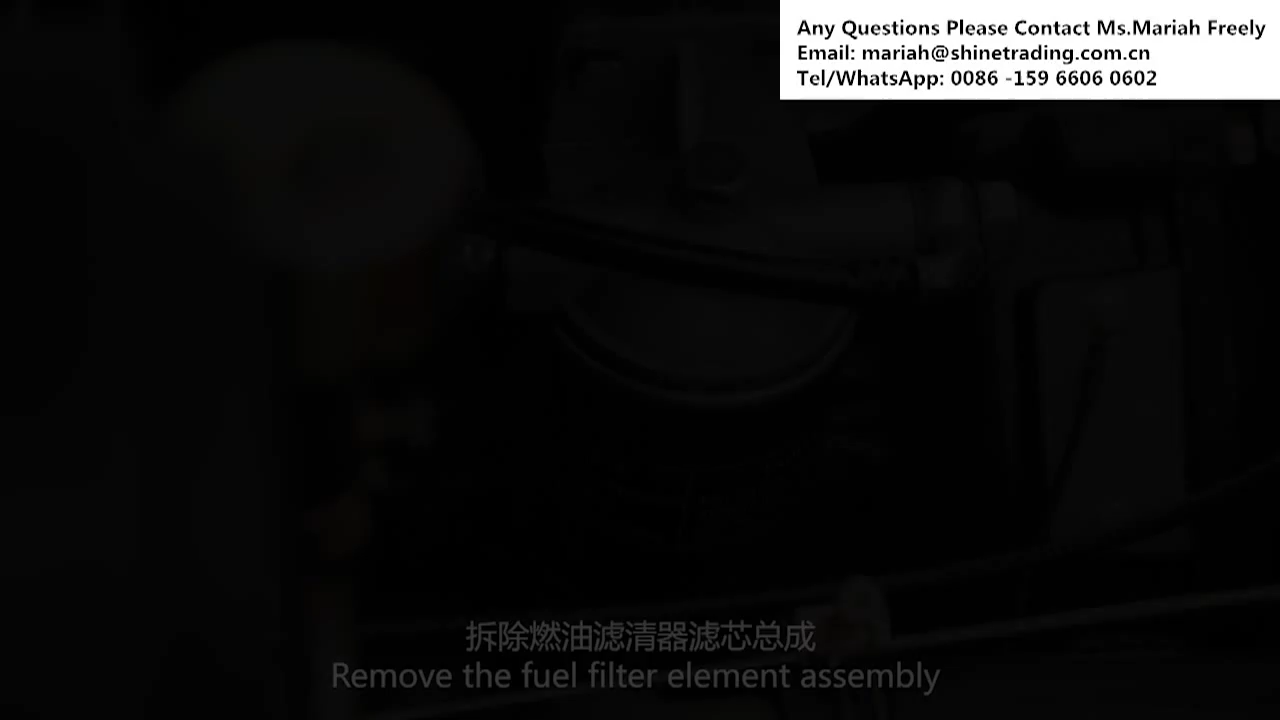 Any Questions Please Contact Ms.Mariah Freely
Email: mariah@shinetrading.com.cn
Tel/WhatsApp: 0086 -159 6606 0602
拆除燃油滤清器滤芯总成
Remove the fuel filter element assembly